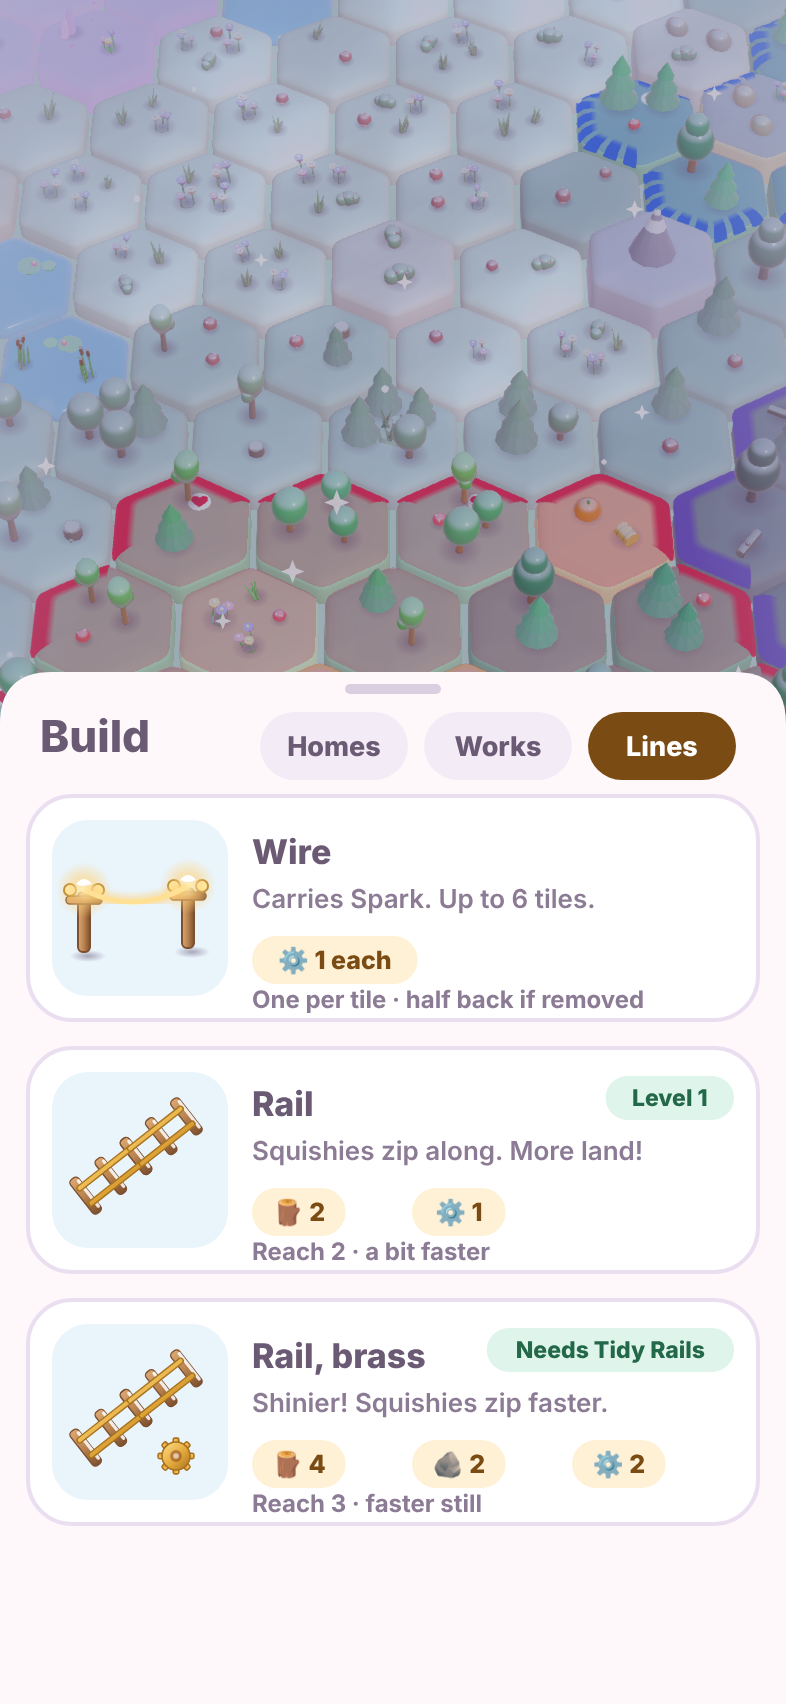 Build
Homes
Works
Lines
Wire
Carries Spark. Up to 6 tiles.
⚙️ 1 each
One per tile · half back if removed
Rail
Level 1
Squishies zip along. More land!
🪵 2
⚙️ 1
Reach 2 · a bit faster
Rail, brass
Needs Tidy Rails
Shinier! Squishies zip faster.
🪵 4
🪨 2
⚙️ 2
Reach 3 · faster still